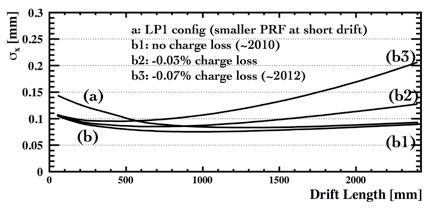 σx [mm]
0.3
0.25
0.2
0.15
0.1
0.05
0
a: LP1 config (smaller PRF at short drift)
b1: no charge loss (~2010)
b2: -0.03% charge loss
b3: -0.07% charge loss (~2012)
(b3)
(a)
(b2)
(b)
(b1)
0
500
1000
1500
2000
Drift Length [mm]